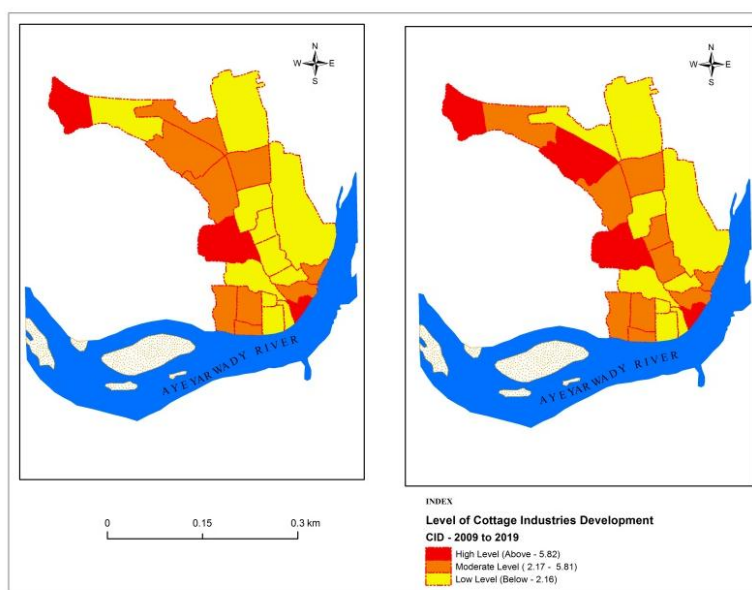 N
W E
S
AYEYARWADY RIVER
N
W E
S
AYEYARWADY RIVER
0 0.15 0.3 km
INDEX
Level of Cottage Industries Development
CID - 2009 to 2019
High Level (Above - 5.82)
Moderate Level ( 2.17 - 5.81)
Low Level (Below - 2.16)